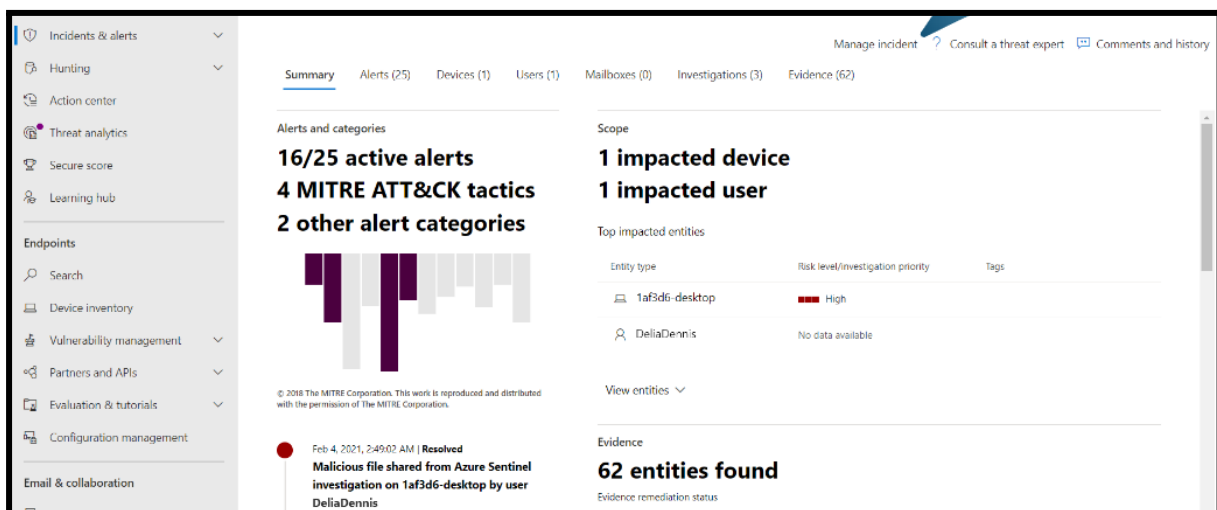 Incidents & alerts
Hunting
Action center
Threat analytics
Secure score
Learning hub
Endpoints
Search
Device inventory
Vulnerability management
Partners and APIs
Evaluation & tutorials
Configuration management
Email & collaboration
Manage incident ? Consult a threat expert Comments and history
Summary Alerts (25) Devices (1) Users (1) Mailboxes (0) Investigations (3) Evidence (62)
Alerts and categories
16/25 active alerts
4 MITRE ATT&CK tactics
2 other alert categories
© 2018 The MITRE Corporation. This work is reproduced and distributed
with the permission of The MITRE Corporation.
Feb 4, 2021, 2:49:02 AM | Resolved
Malicious file shared from Azure Sentinel
investigation on 1af3d6-desktop by user
DeliaDennis
Scope
1 impacted device
1 impacted user
Top impacted entities
Entity type Risk level/investigation priority Tags
1af3d6-desktop High
DeliaDennis No data available
View entities
Evidence
62 entities found
Evidence remediation status